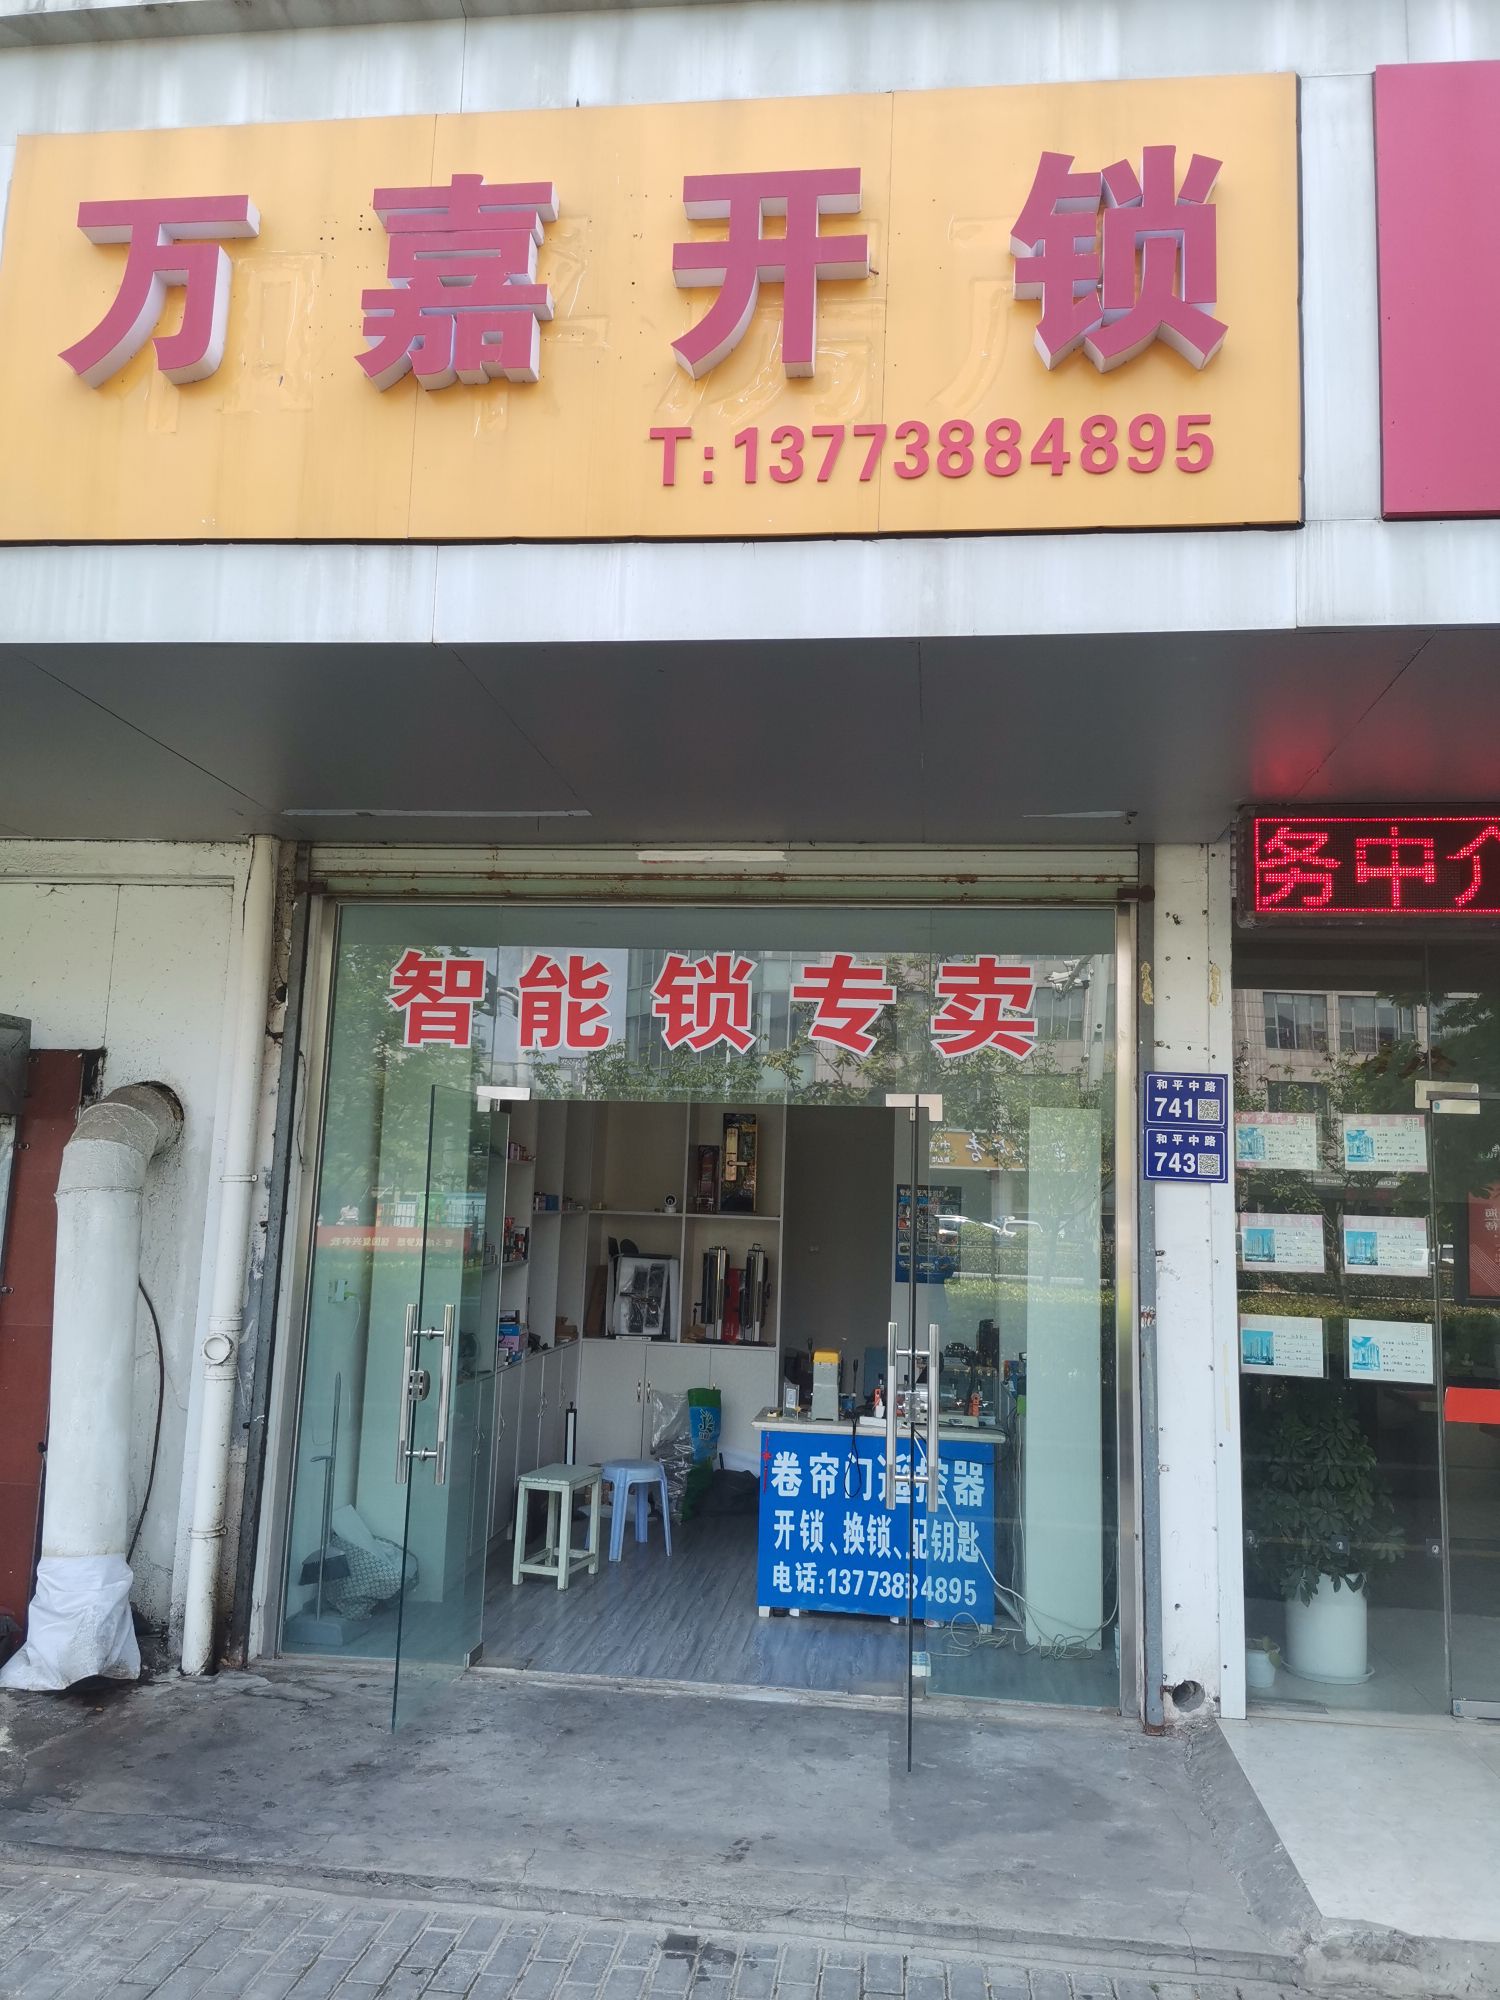 万嘉开锁
T:13773884895
务中介
智能锁专卖
和平中路
741
和平中路
743
卷帘门遥控器
开锁、换锁、配钥匙
电话:13773884895